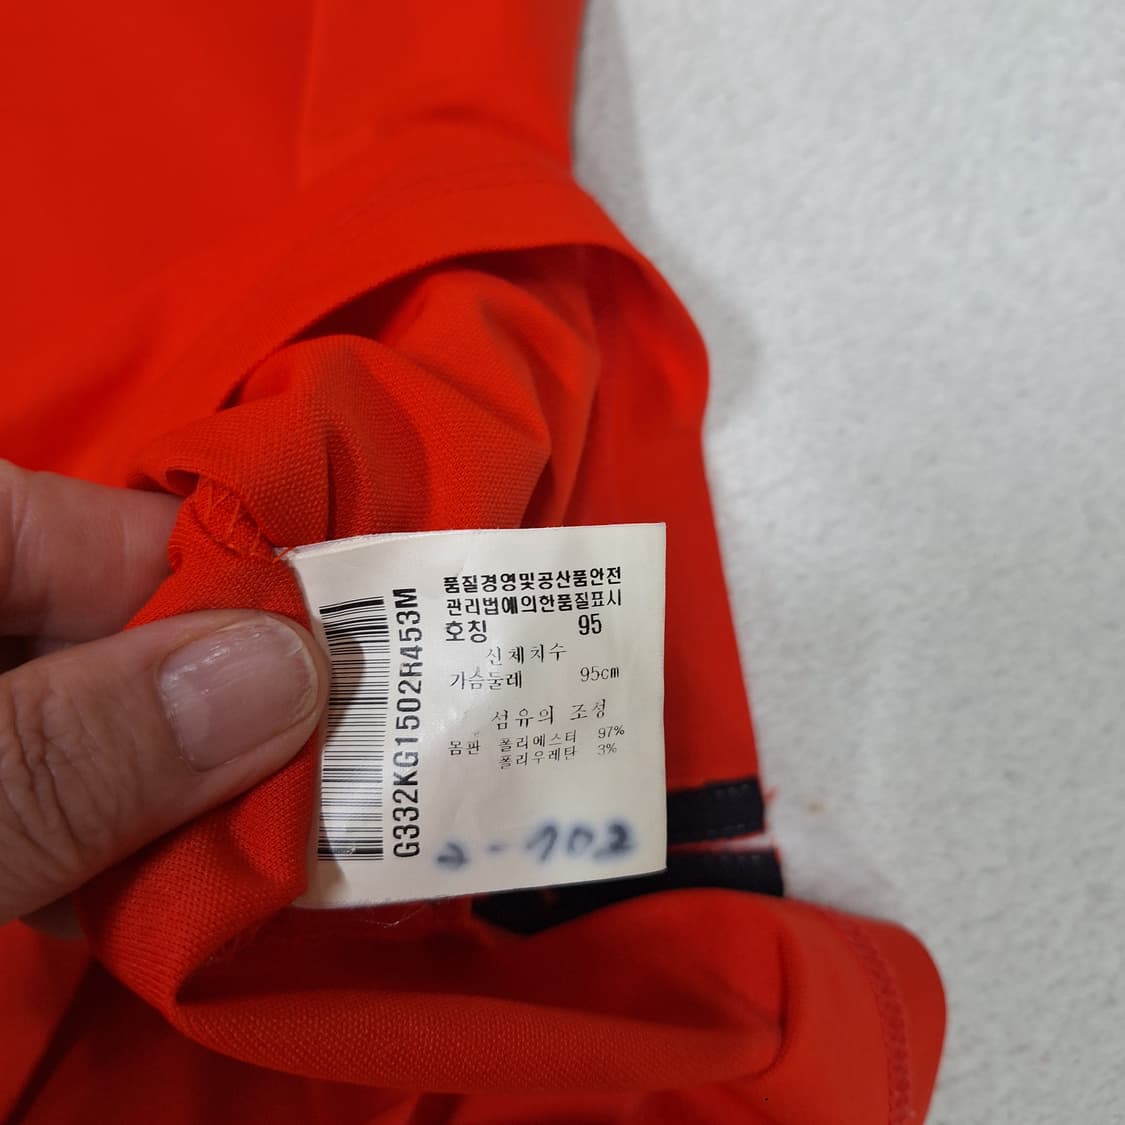 품질경영및공산품안전
관리법에의한품질표시
호칭 95
신체치수
가슴둘레 95cm
섬유의 조성
몸판 폴리에스터 97%
폴리우레탄 3%
G332KG1502R453M